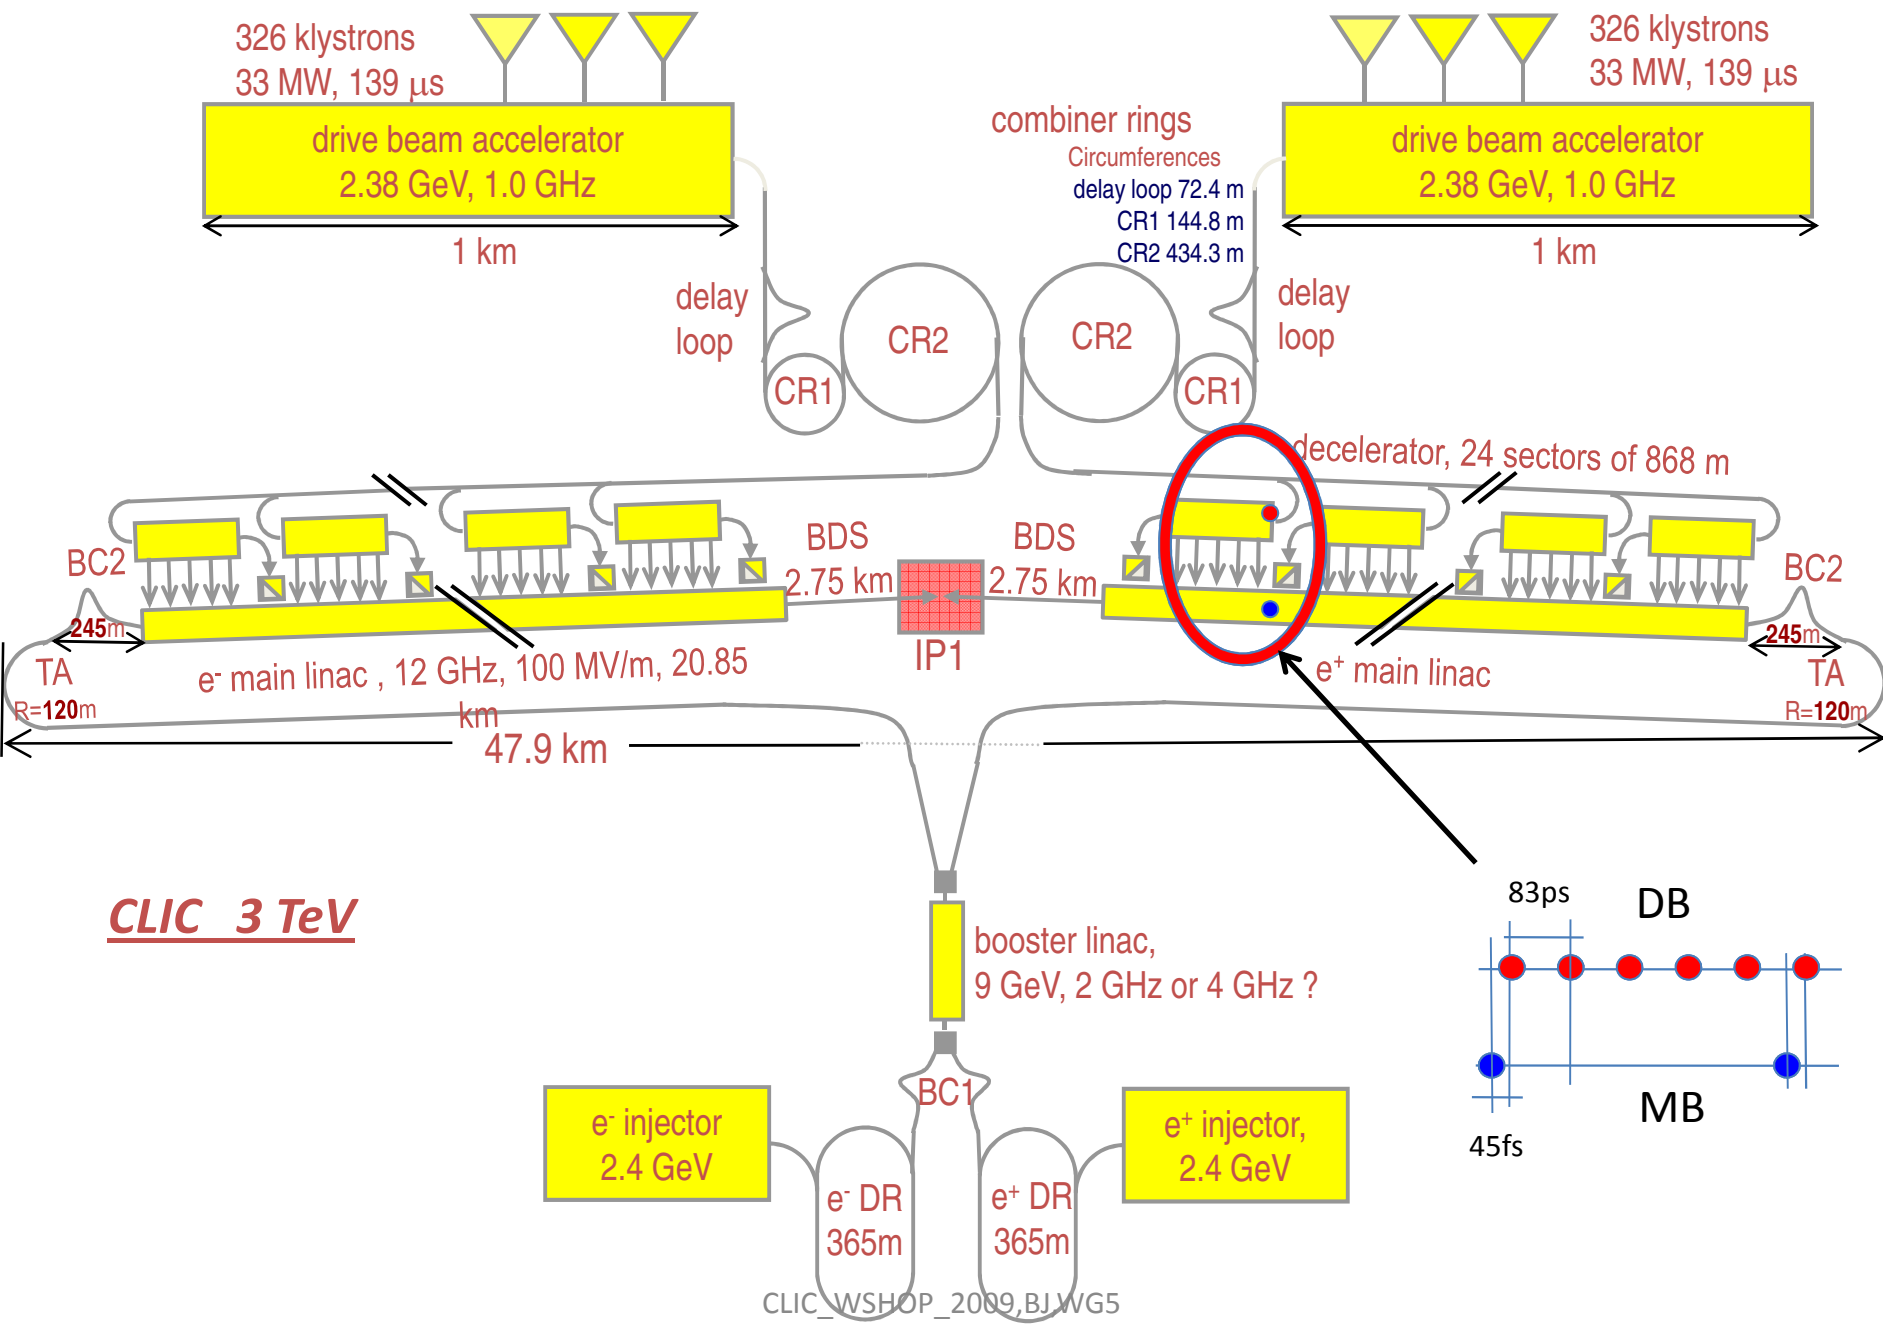 326 klystrons
33 MW, 139 μs
326 klystrons
33 MW, 139 μs
drive beam accelerator
2.38 GeV, 1.0 GHz
combiner rings
Circumferences
delay loop 72.4 m
CR1 144.8 m
CR2 434.3 m
drive beam accelerator
2.38 GeV, 1.0 GHz
1 km
1 km
delay
loop
CR2
CR1
CR2
CR1
delay
loop
decelerator, 24 sectors of 868 m
BC2
BDS
2.75 km
BDS
2.75 km
BC2
245m
245m
TA
R=120m
e- main linac , 12 GHz, 100 MV/m, 20.85
km
IP1
e+ main linac
TA
R=120m
47.9 km
CLIC 3 TeV
83ps
DB
booster linac,
9 GeV, 2 GHz or 4 GHz ?
MB
45fs
BC1
e- injector
2.4 GeV
e+ injector,
2.4 GeV
e- DR
365m
e+ DR
365m
CLIC_WSHOP_2009,BJ,WG5